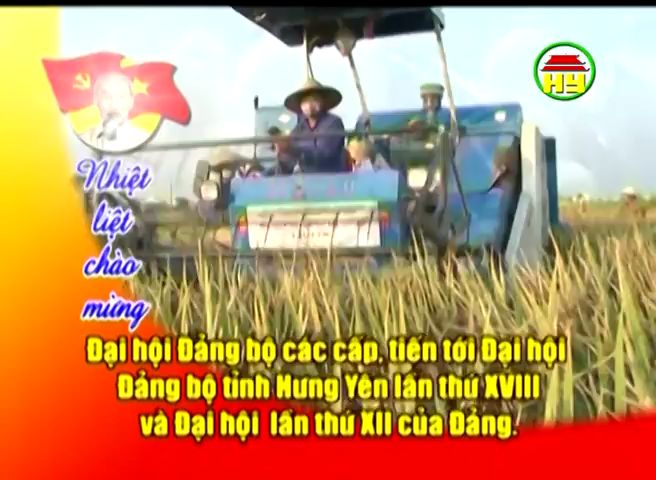 HY
Nhiệt
liệt
chào
mừng
Đại hội Đảng bộ các cấp, tiến tới Đại hội
Đảng bộ tỉnh Hưng Yên lần thứ XVIII
và Đại hội lần thứ XII của Đảng.